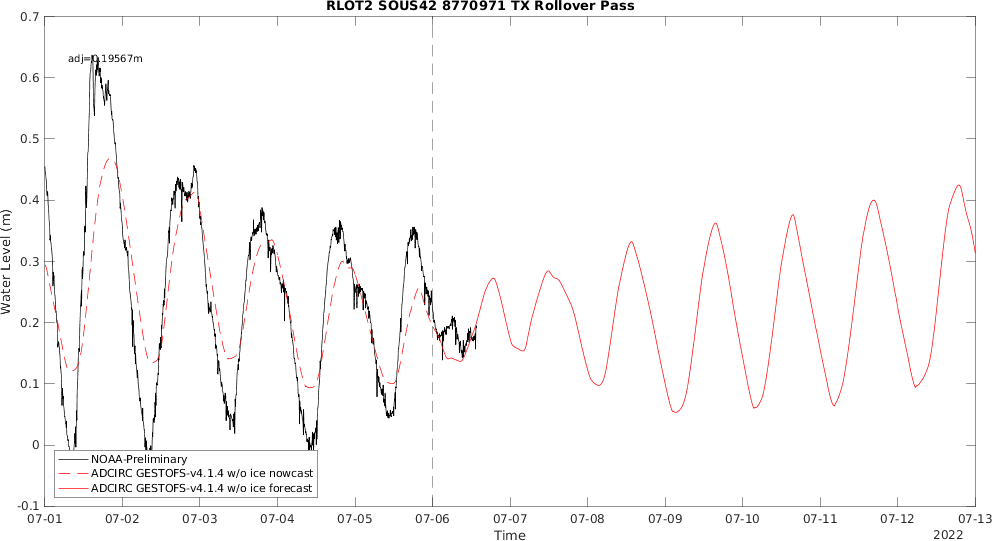 RLOT2 SOUS42 8770971 TX Rollover Pass
adj=0.19567m
Water Level (m)
0.7
0.6
0.5
0.4
0.3
0.2
0.1
0
-0.1
NOAA-Preliminary
ADCIRC GESTOFS-v4.1.4 w/o ice nowcast
ADCIRC GESTOFS-v4.1.4 w/o ice forecast
07-01 07-02 07-03 07-04 07-05 07-06 07-07 07-08 07-09 07-10 07-11 07-12 07-13
Time
2022